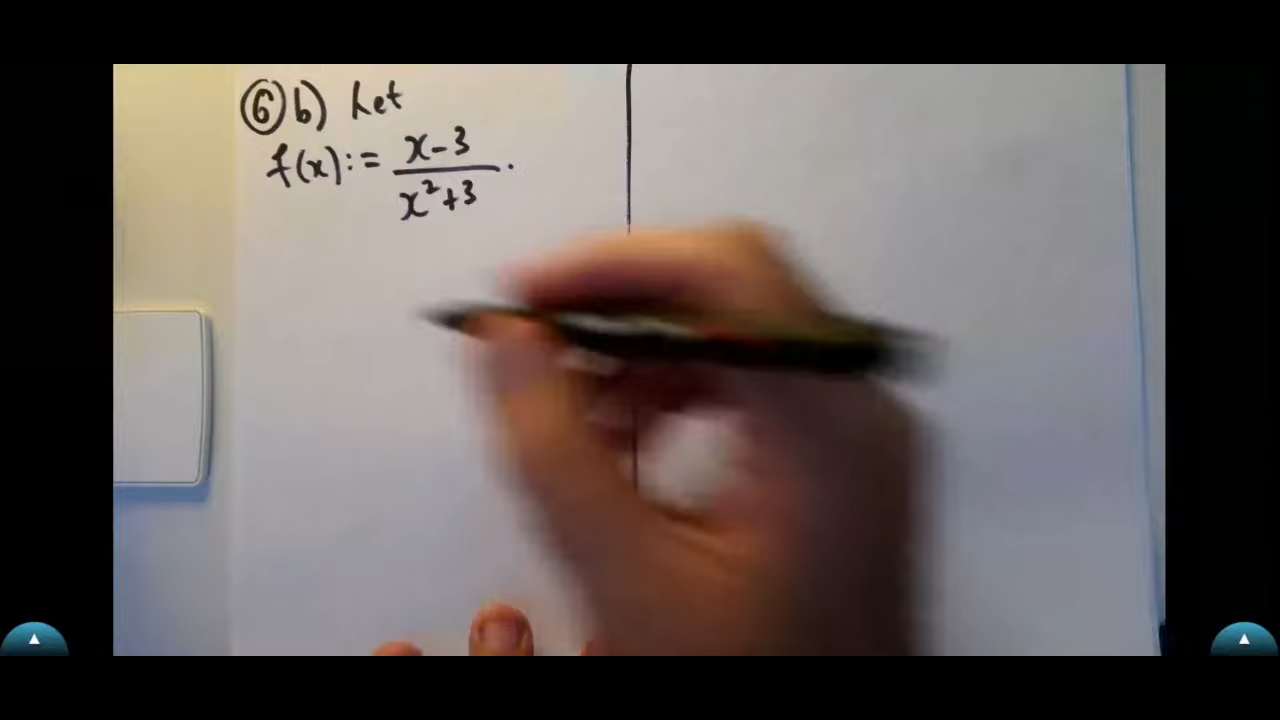 ⑥ b) Let
f(x) := x-3 / x²+3 .